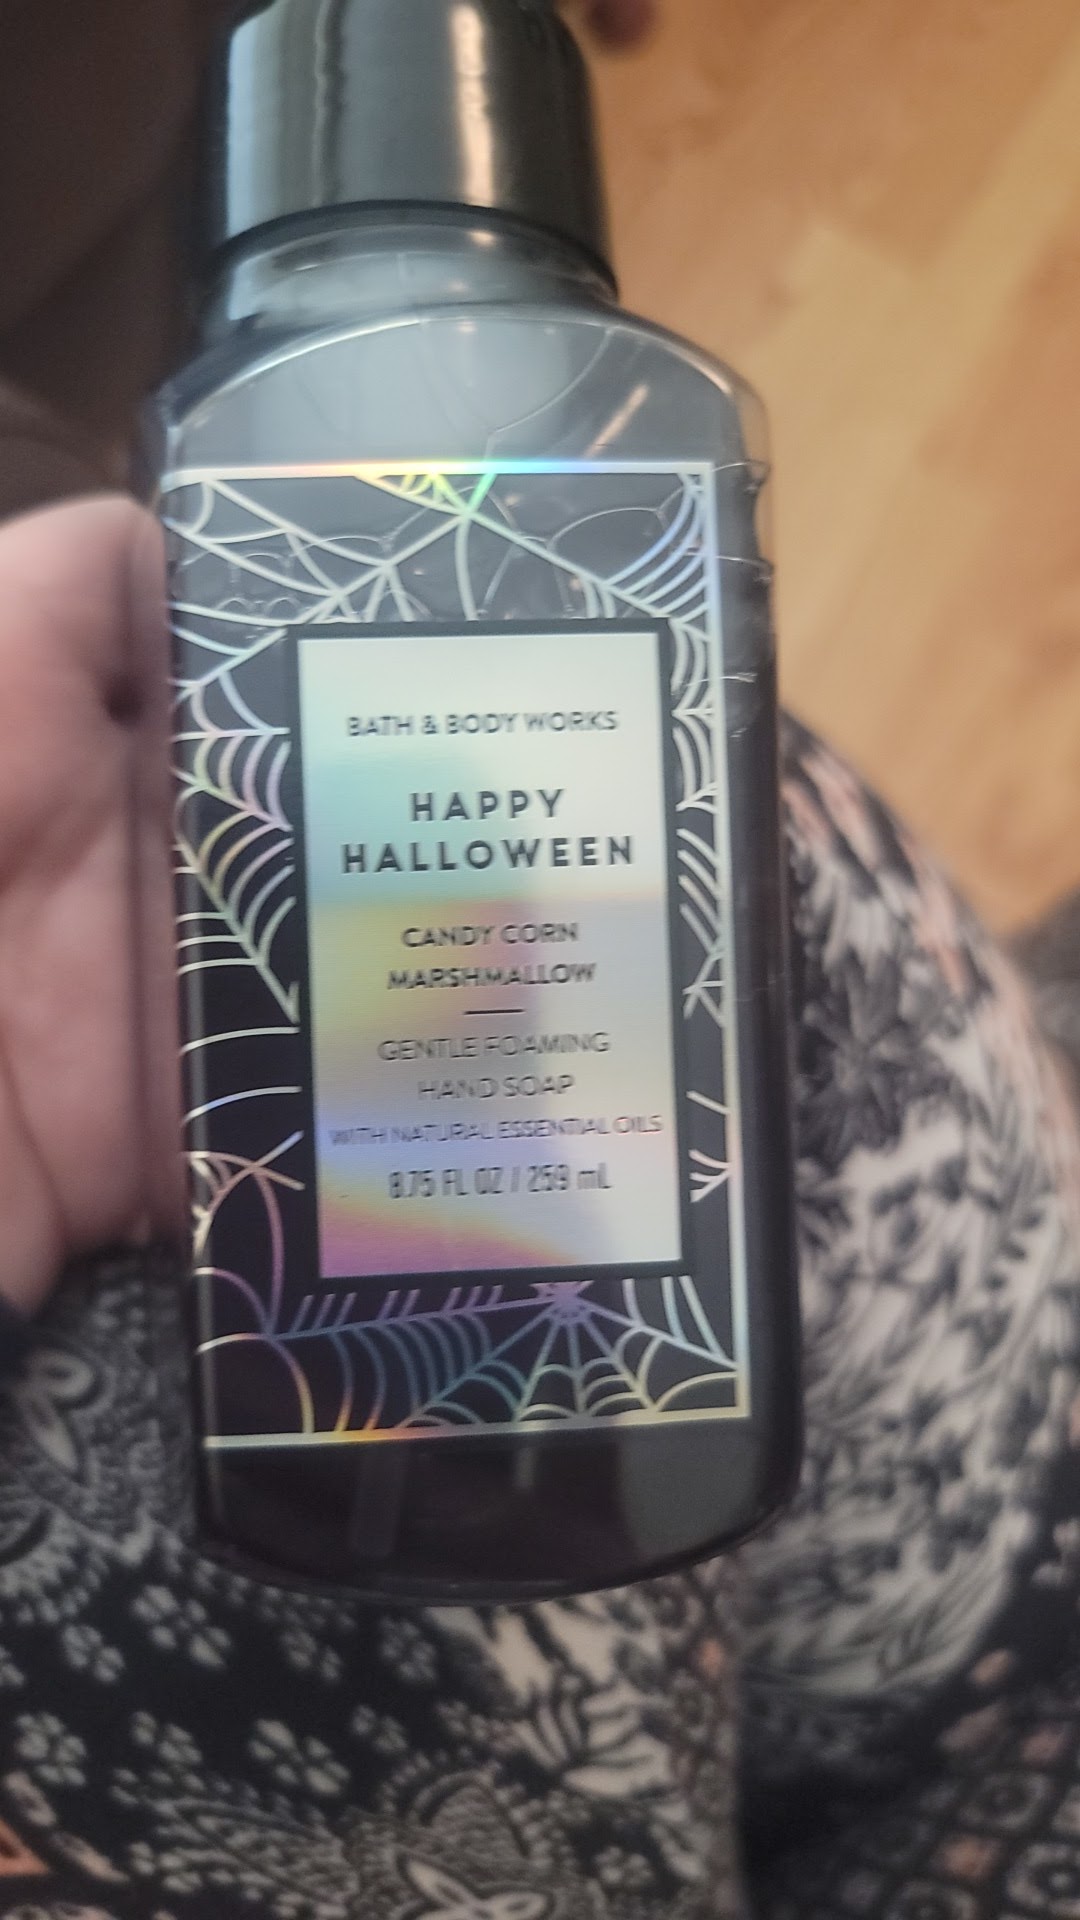 BATH & BODY WORKS
HAPPY
HALLOWEEN
CANDY CORN
MARSHMALLOW
GENTLE FOAMING
HAND SOAP
WITH NATURAL ESSENTIAL OILS
8.75 FL OZ / 259 mL